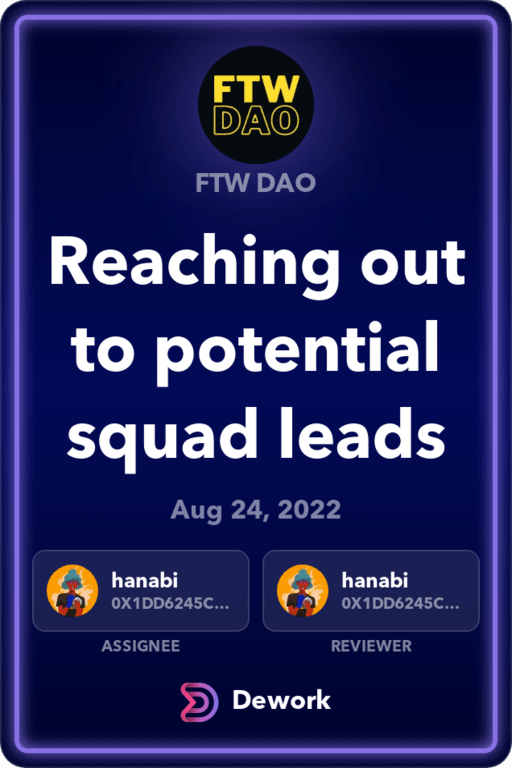 FTW
DAO
FTW DAO
Reaching out
to potential
squad leads
Aug 24, 2022
hanabi
0X1DD6245C...
ASSIGNEE
hanabi
0X1DD6245C...
REVIEWER
Dework